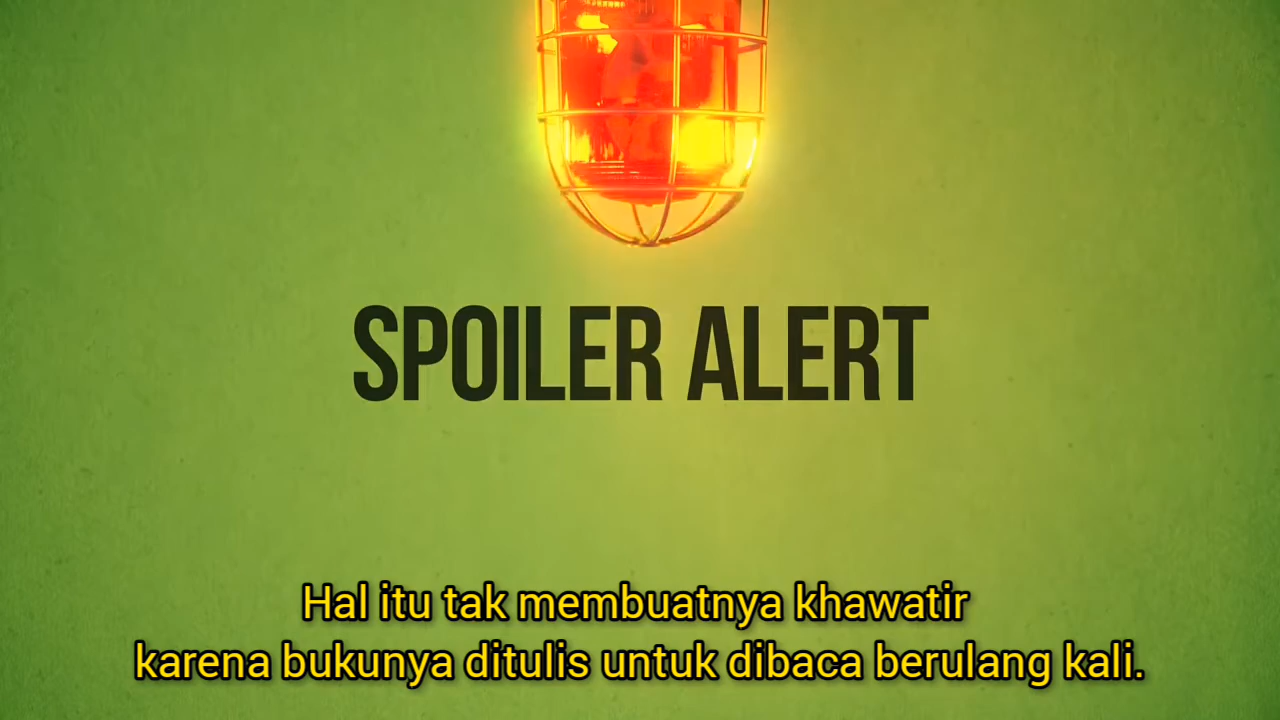 SPOILER ALERT
Hal itu tak membuatnya khawatir
karena bukunya ditulis untuk dibaca berulang kali.